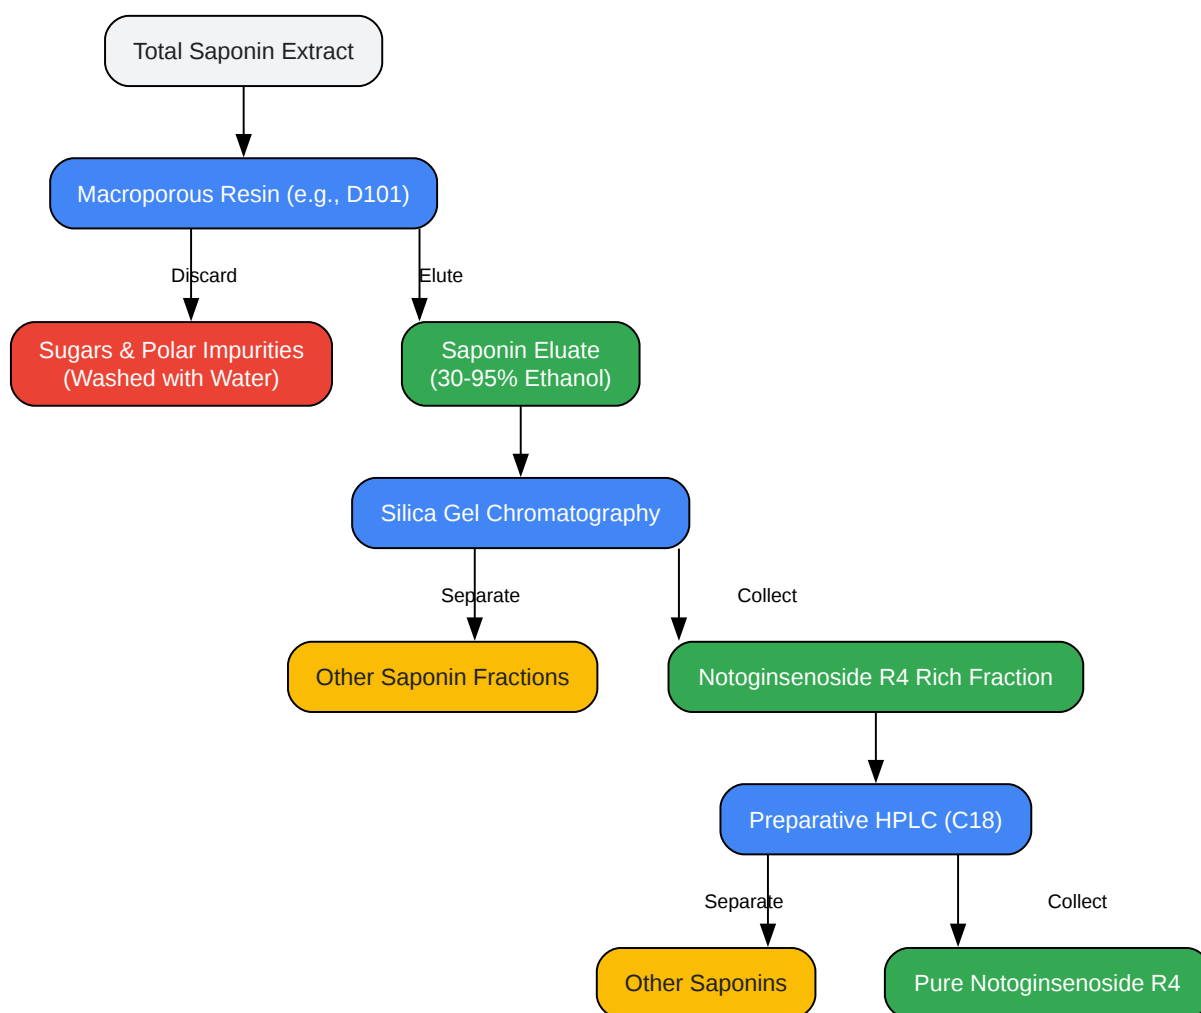 Total Saponin Extract
Macroporous Resin (e.g., D101)
Discard
Elute
Sugars & Polar Impurities
(Washed with Water)
Saponin Eluate
(30-95% Ethanol)
Silica Gel Chromatography
Separate
Collect
Other Saponin Fractions
Notoginsenoside R4 Rich Fraction
Preparative HPLC (C18)
Separate
Collect
Other Saponins
Pure Notoginsenoside R4